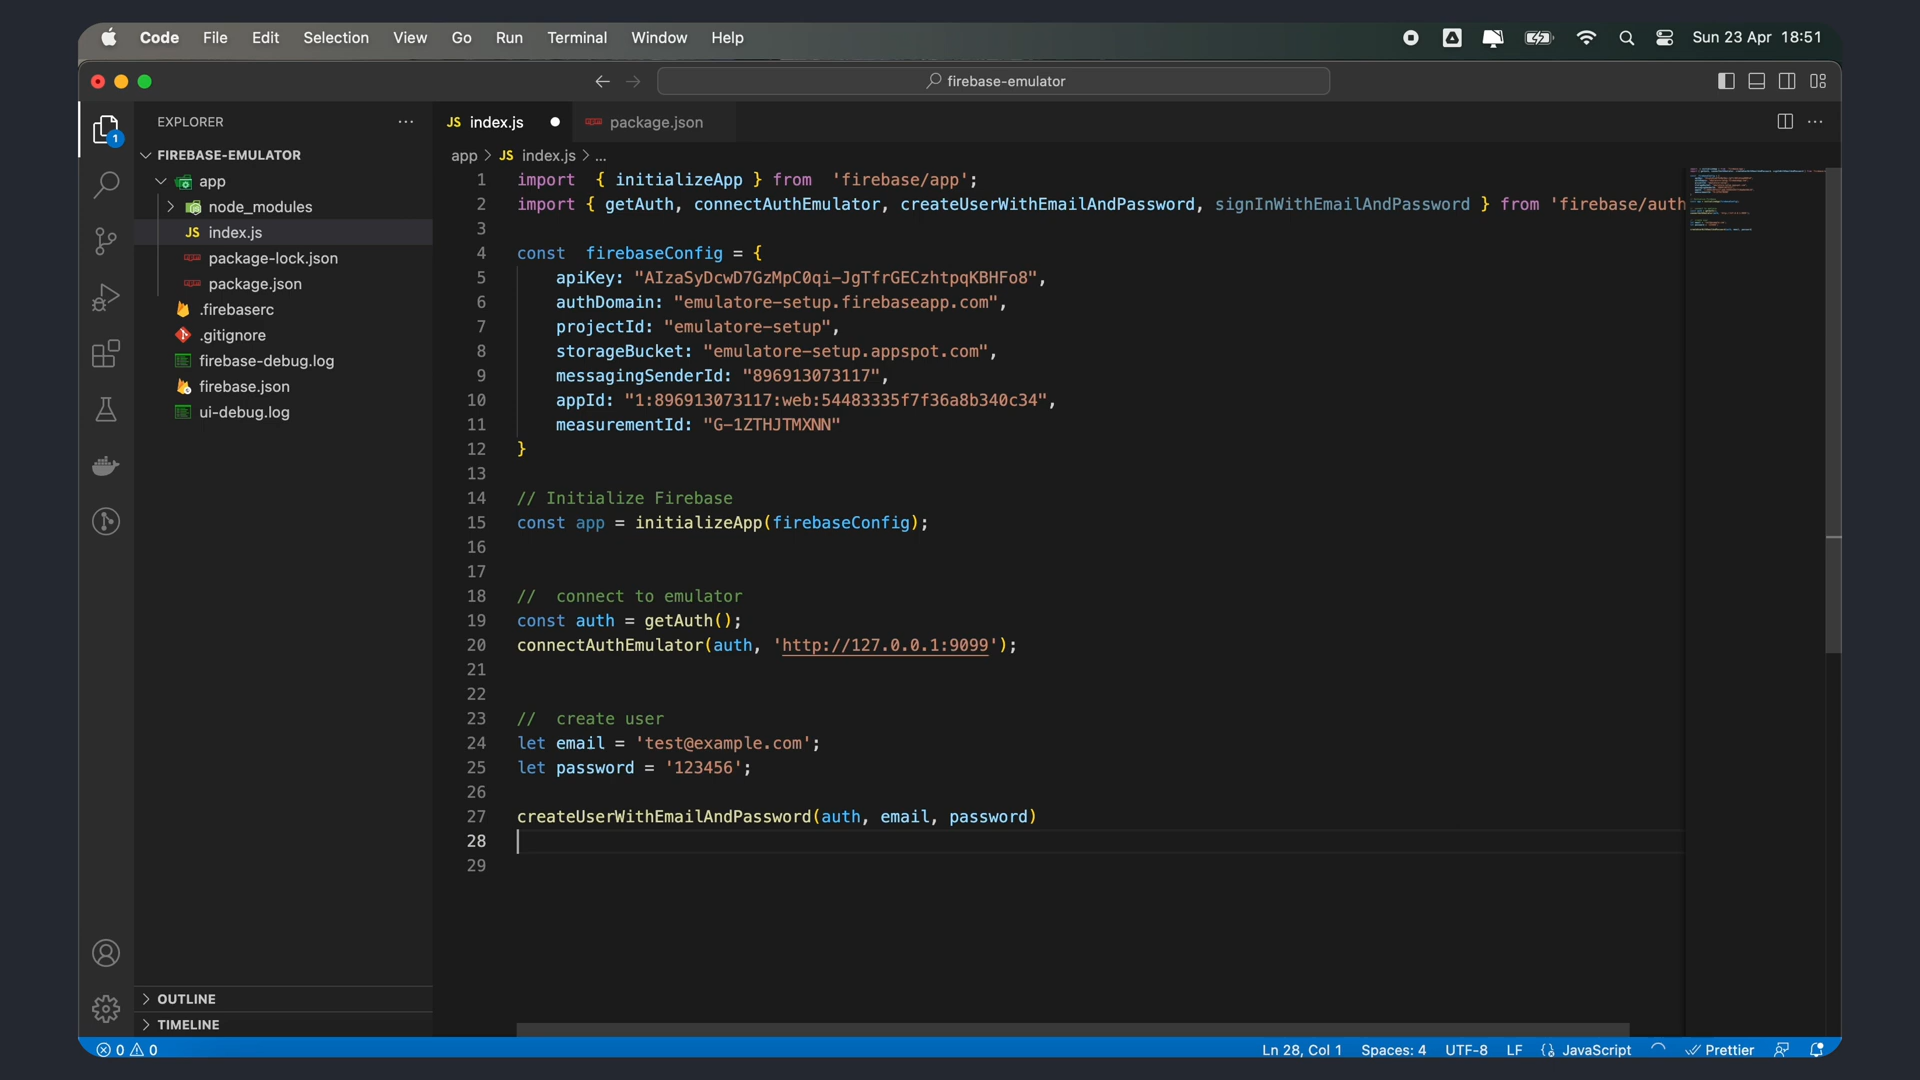 Code File Edit Selection View Go Run Terminal Window Help Sun 23 Apr 18:51
firebase-emulator
EXPLORER
JS index.js
package.json
1
FIREBASE-EMULATOR
app
node_modules
JS index.js
package-lock.json
package.json
.firebaserc
.gitignore
firebase-debug.log
firebase.json
ui-debug.log
OUTLINE
TIMELINE
app > JS index.js > ...
1 import { initializeApp } from 'firebase/app';
2 import { getAuth, connectAuthEmulator, createUserWithEmailAndPassword, signInWithEmailAndPassword } from 'firebase/auth
3
4 const firebaseConfig = {
5 apiKey: "AIzaSyDcwD7GzMpC0qi-JgTfrGECzhtpqKBHFo8",
6 authDomain: "emulatore-setup.firebaseapp.com",
7 projectId: "emulatore-setup",
8 storageBucket: "emulatore-setup.appspot.com",
9 messagingSenderId: "896913073117",
10 appId: "1:896913073117:web:54483335f7f36a8b340c34",
11 measurementId: "G-1ZTHJTMXNN"
12 }
13
14 // Initialize Firebase
15 const app = initializeApp(firebaseConfig);
16
17
18 // connect to emulator
19 const auth = getAuth();
20 connectAuthEmulator(auth, 'http://127.0.0.1:9099');
21
22
23 // create user
24 let email = 'test@example.com';
25 let password = '123456';
26
27 createUserWithEmailAndPassword(auth, email, password)
28
29
0 0 Ln 28, Col 1 Spaces: 4 UTF-8 LF JavaScript Prettier